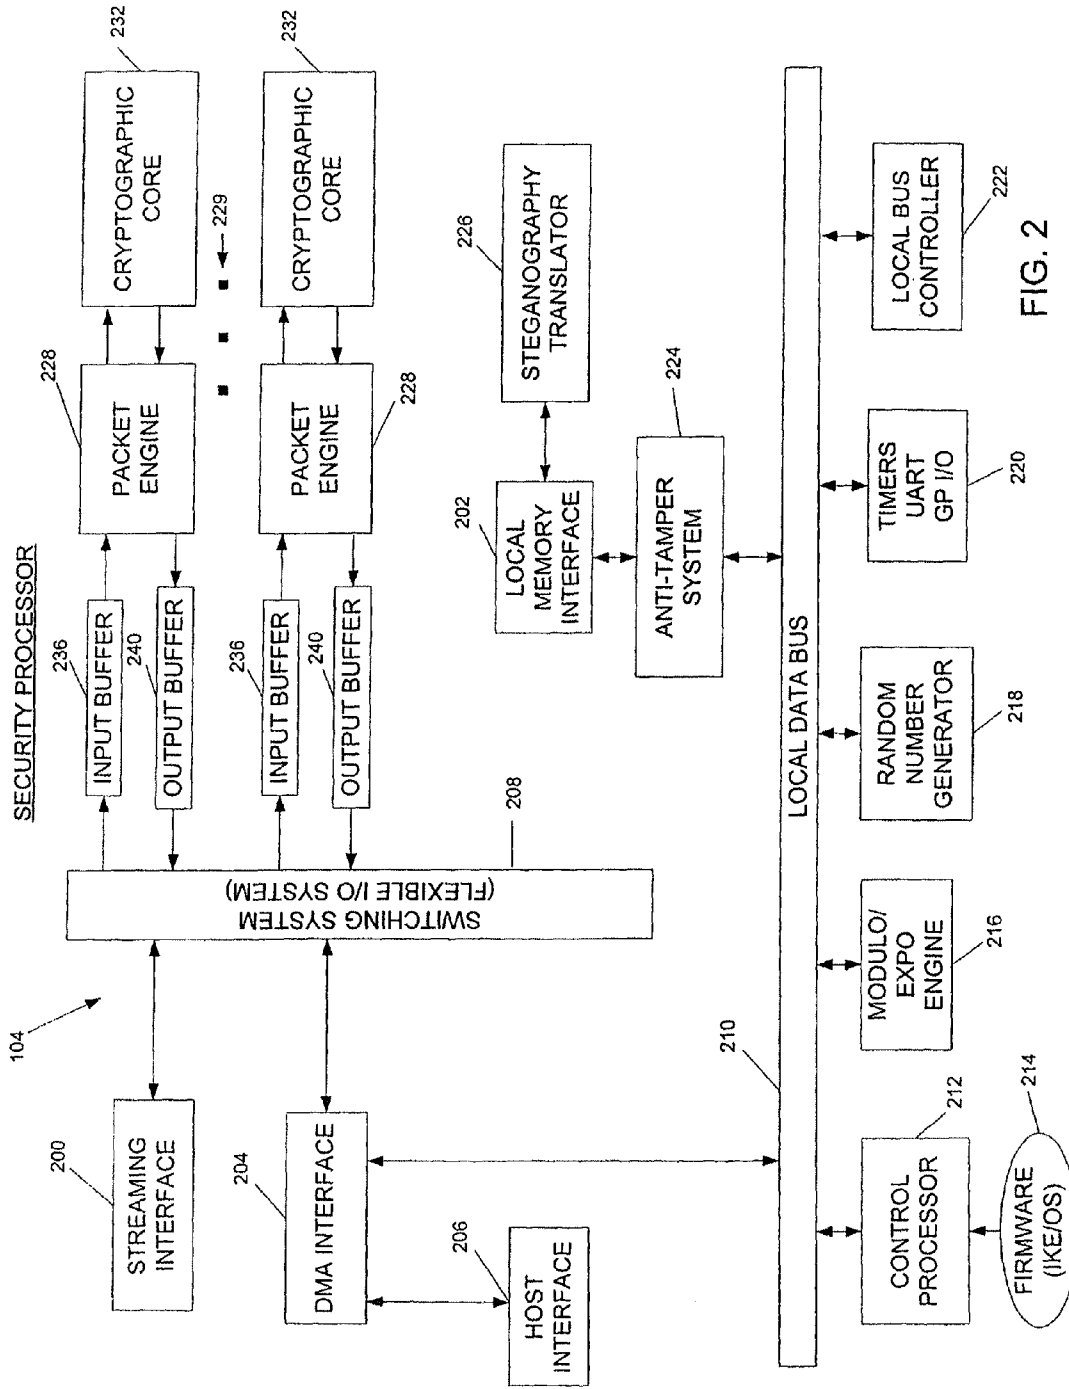 SECURITY PROCESSOR
104
200
STREAMING
INTERFACE
204
DMA INTERFACE
206
HOST
INTERFACE
SWITCHING SYSTEM
(FLEXIBLE I/O SYSTEM)
208
236
INPUT BUFFER
240
OUTPUT BUFFER
228
PACKET
ENGINE
232
CRYPTOGRAPHIC
CORE
229
236
INPUT BUFFER
240
OUTPUT BUFFER
228
PACKET
ENGINE
232
CRYPTOGRAPHIC
CORE
202
LOCAL
MEMORY
INTERFACE
226
STEGANOGRAPHY
TRANSLATOR
224
ANTI-TAMPER
SYSTEM
210
LOCAL DATA BUS
212
CONTROL
PROCESSOR
214
FIRMWARE
(IKE/OS)
MODULO/
EXPO
ENGINE
216
RANDOM
NUMBER
GENERATOR
218
TIMERS
UART
GP I/O
220
LOCAL BUS
CONTROLLER
222
FIG. 2